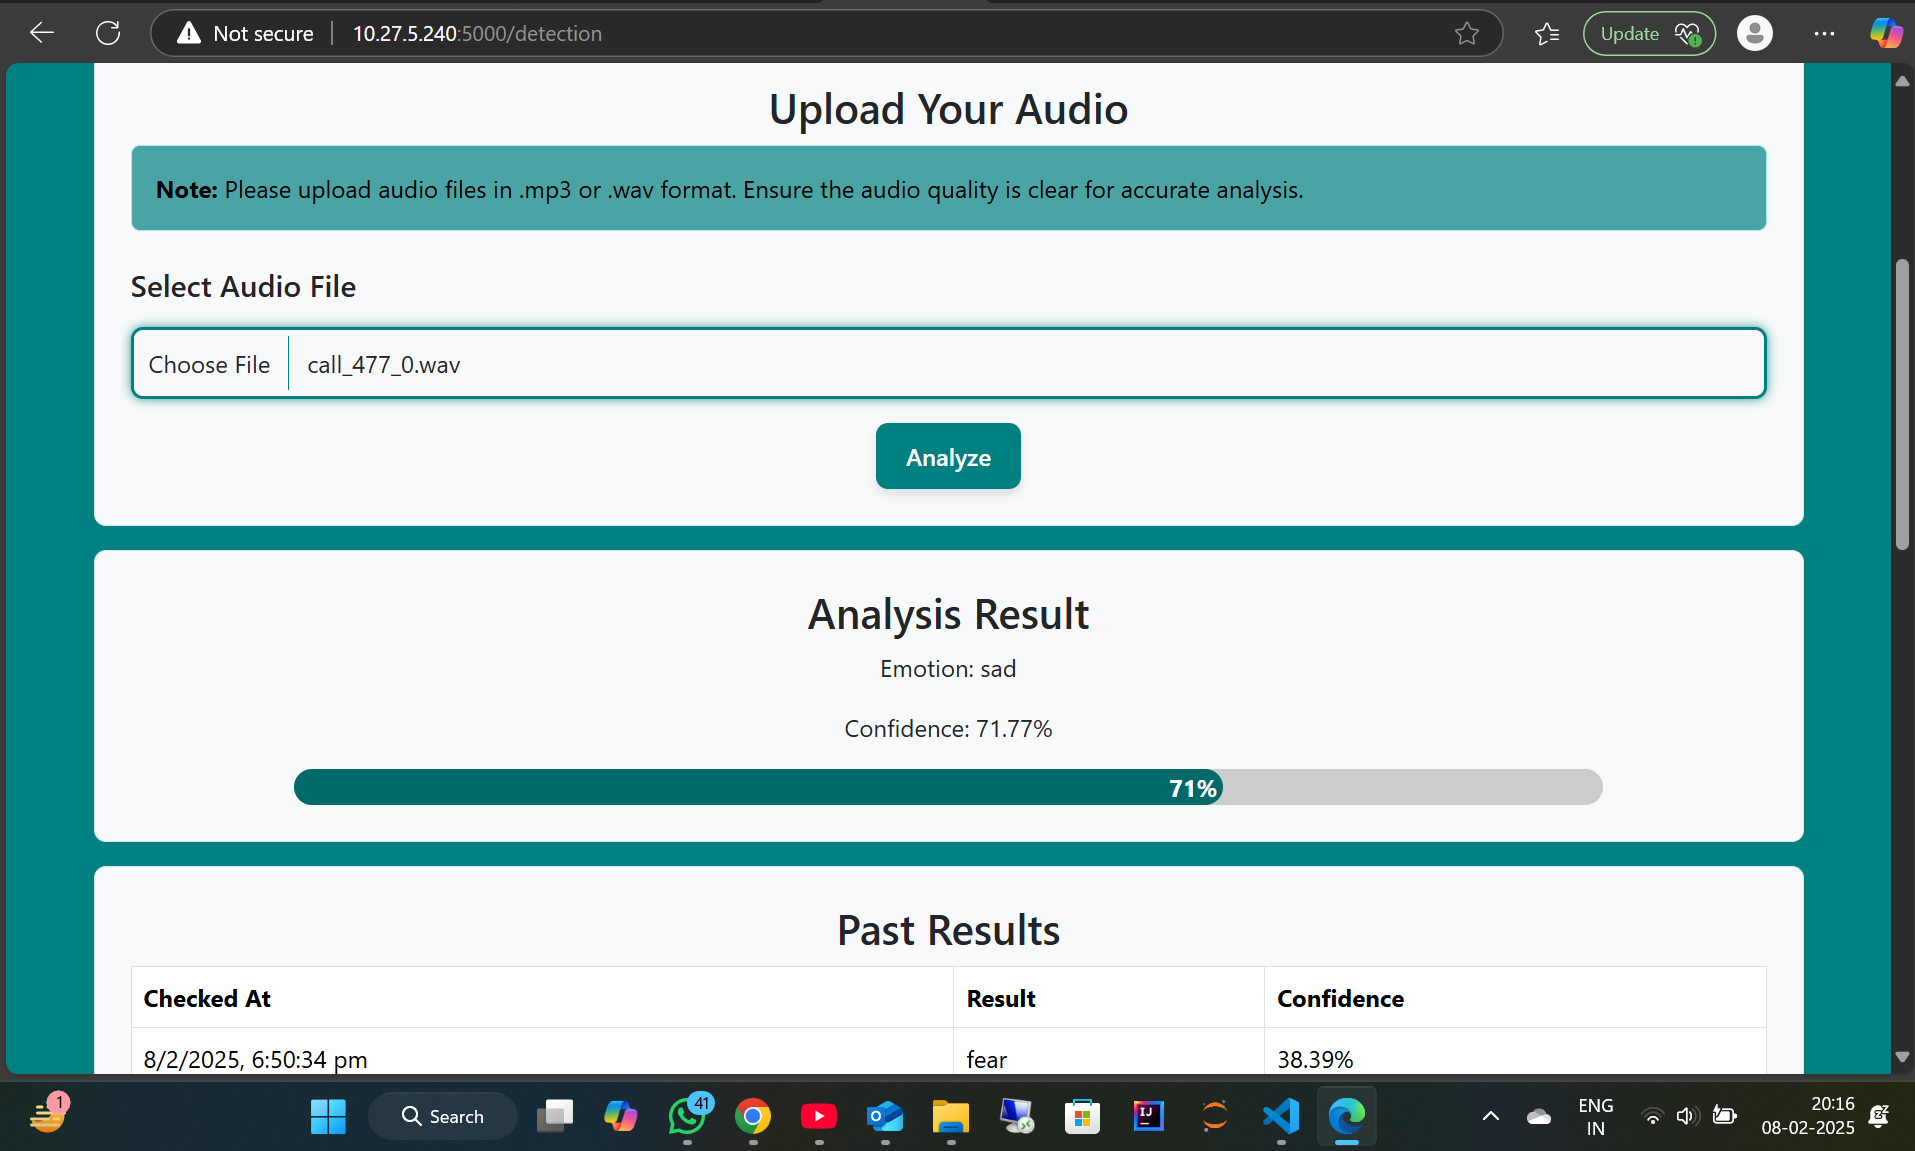 Not secure
10.27.5.240:5000/detection
Update
Upload Your Audio
Note: Please upload audio files in .mp3 or .wav format. Ensure the audio quality is clear for accurate analysis.
Select Audio File
Choose File call_477_0.wav
Analyze
Analysis Result
Emotion: sad
Confidence: 71.77%
71%
Past Results
Checked At Result Confidence
8/2/2025, 6:50:34 pm fear 38.39%
1
Search
41
IJ
ENG
IN
20:16
08-02-2025